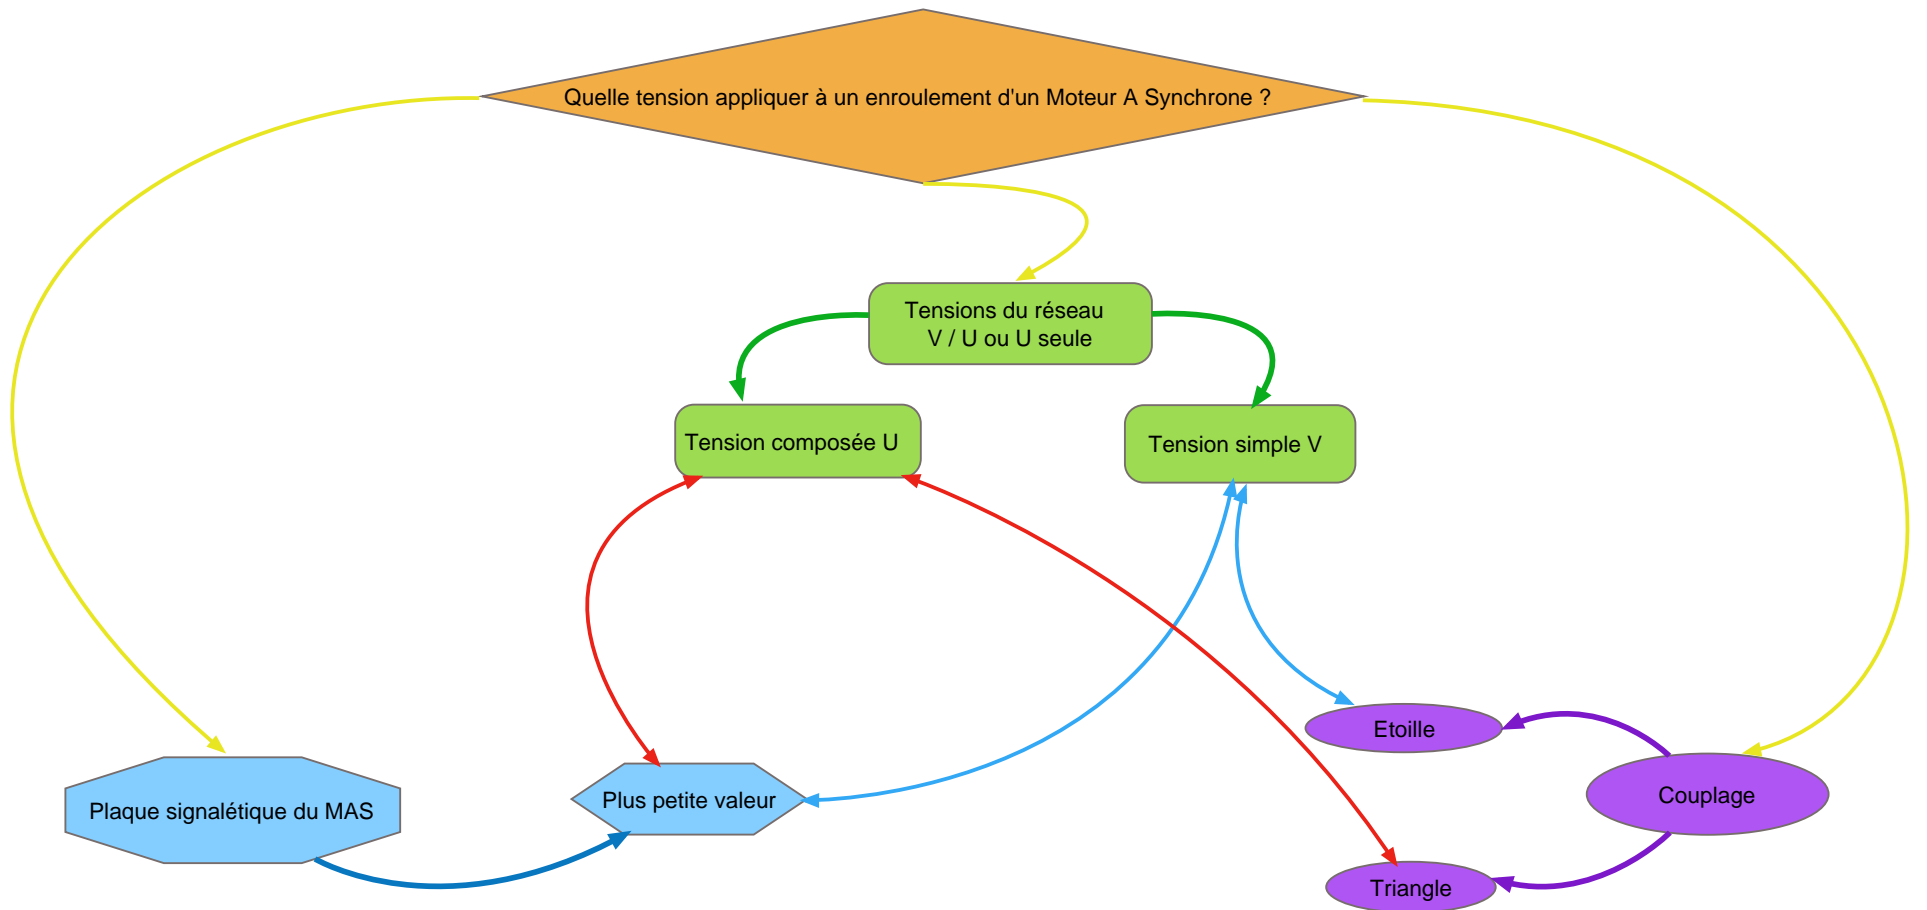 Quelle tension appliquer à un enroulement d'un Moteur A Synchrone ?
Tensions du réseau
V / U ou U seule
Tension composée U
Tension simple V
Etoille
Plaque signalétique du MAS
Plus petite valeur
Couplage
Triangle